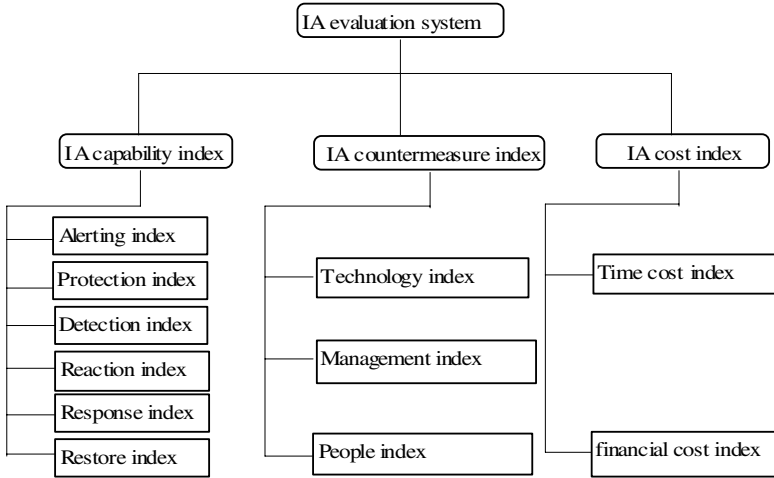 IA evaluation system
IA capability index
IA countermeasure index
IA cost index
Alerting index
Protection index
Detection index
Reaction index
Response index
Restore index
Technology index
Management index
People index
Time cost index
financial cost index